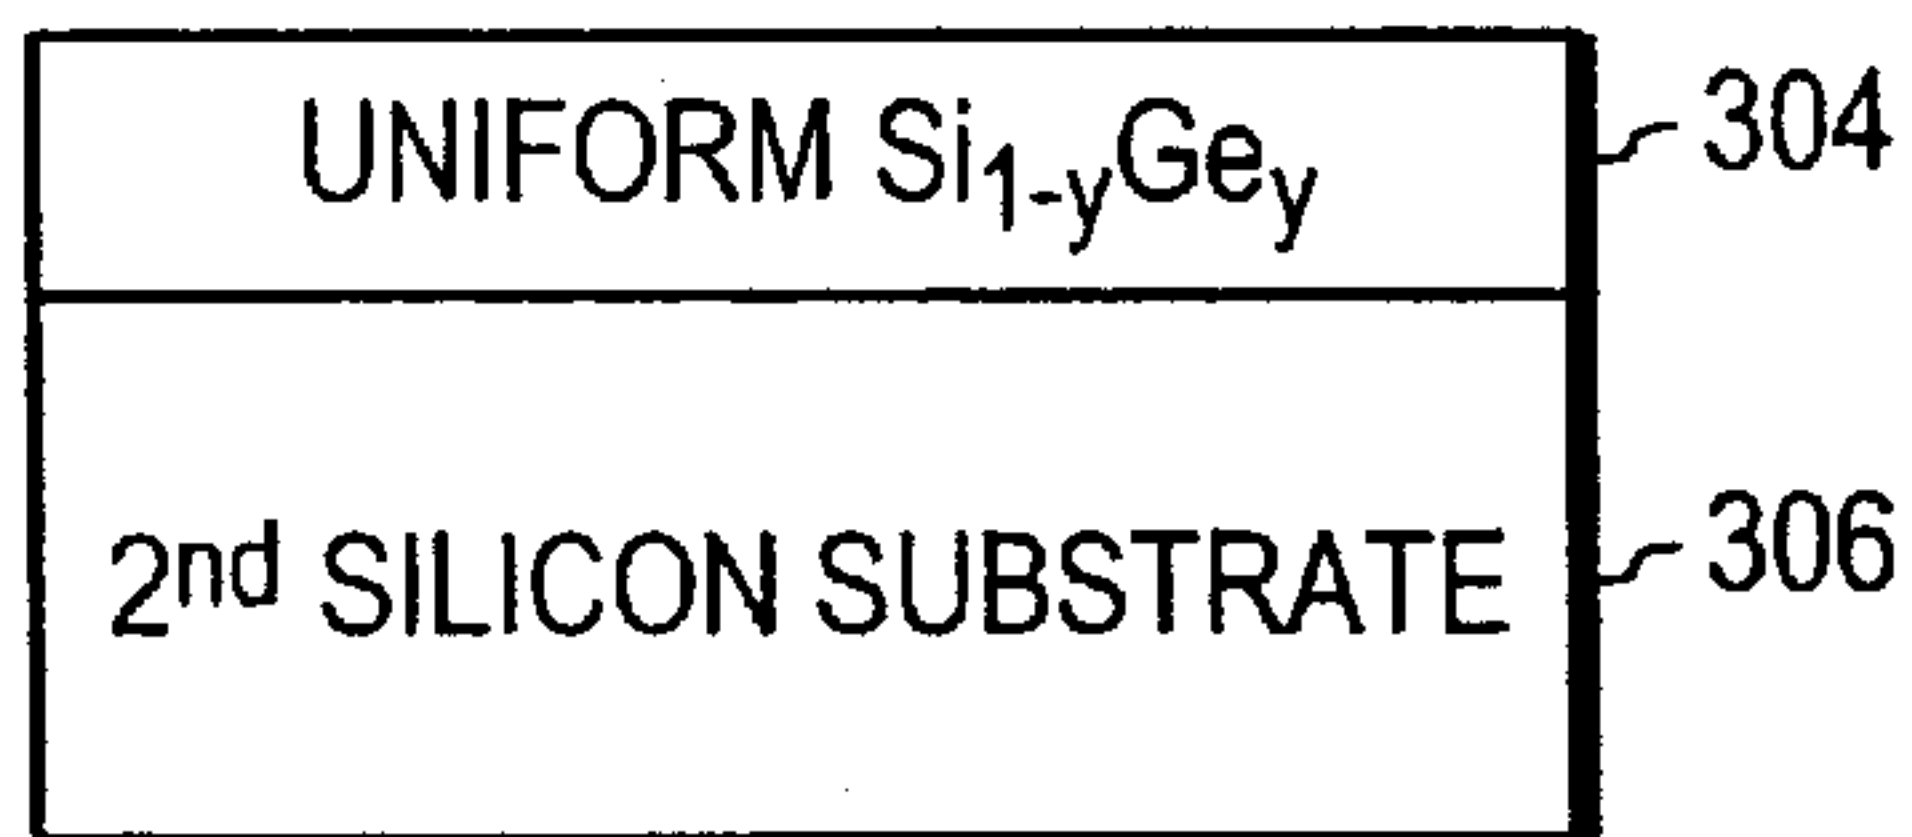 UNIFORM Si₁₋yGey 304
2ⁿᵈ SILICON SUBSTRATE 306